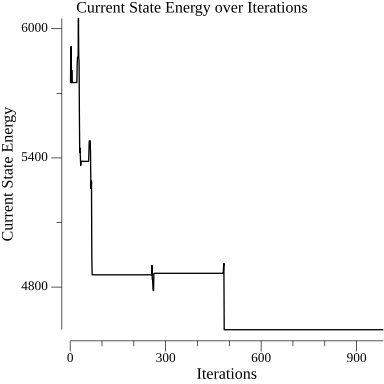 Current State Energy over Iterations
6000
5400
4800
Current State Energy
0
300
600
900
Iterations